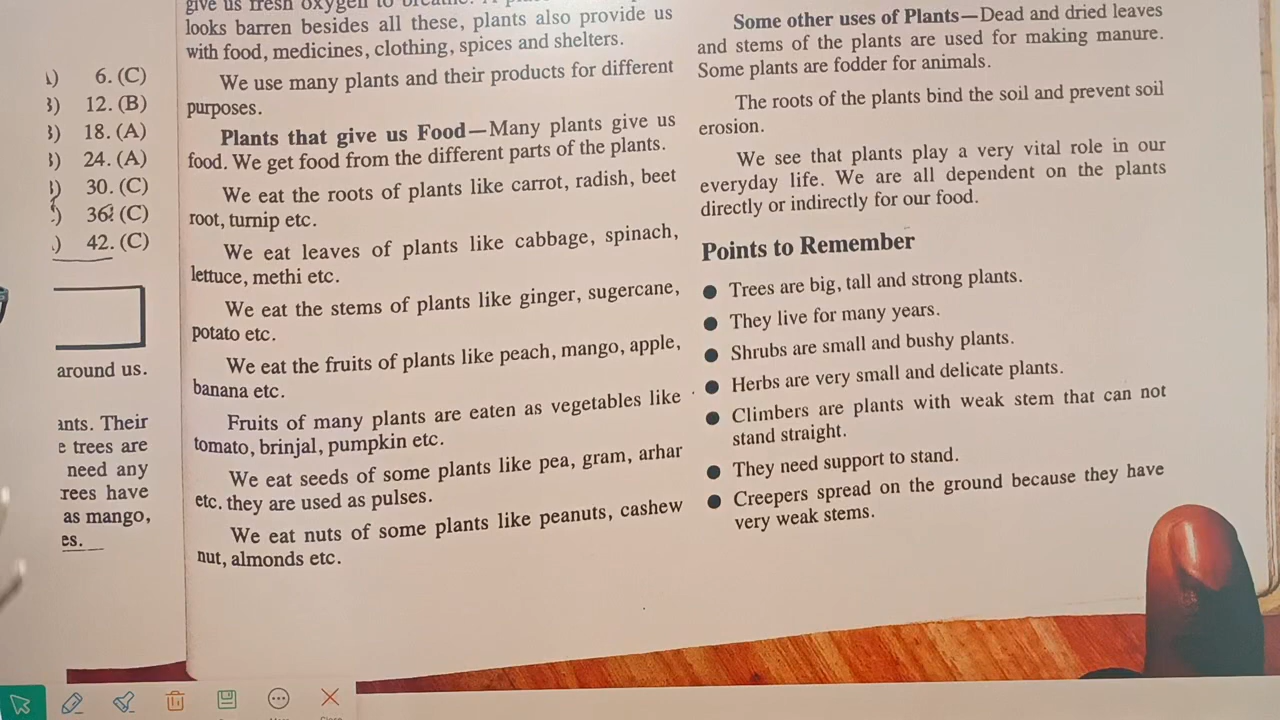 6. (C)
12. (B)
18. (A)
24. (A)
30. (C)
36. (C)
42. (C)
around us.
Their
trees are
need any
have
as mango,
give us fresh oxygen to breathe.
looks barren besides all these, plants also provide us
with food, medicines, clothing, spices and shelters.
We use many plants and their products for different
purposes.
Plants that give us Food—Many plants give us
food. We get food from the different parts of the plants.
We eat the roots of plants like carrot, radish, beet
root, turnip etc.
We eat leaves of plants like cabbage, spinach,
lettuce, methi etc.
We eat the stems of plants like ginger, sugercane,
potato etc.
We eat the fruits of plants like peach, mango, apple,
banana etc.
Fruits of many plants are eaten as vegetables like
tomato, brinjal, pumpkin etc.
We eat seeds of some plants like pea, gram, arhar
etc. they are used as pulses.
We eat nuts of some plants like peanuts, cashew
nut, almonds etc.
Some other uses of Plants—Dead and dried leaves
and stems of the plants are used for making manure.
Some plants are fodder for animals.
The roots of the plants bind the soil and prevent soil
erosion.
We see that plants play a very vital role in our
everyday life. We are all dependent on the plants
directly or indirectly for our food.
Points to Remember
● Trees are big, tall and strong plants.
● They live for many years.
● Shrubs are small and bushy plants.
● Herbs are very small and delicate plants.
● Climbers are plants with weak stem that can not
stand straight.
● They need support to stand.
● Creepers spread on the ground because they have
very weak stems.